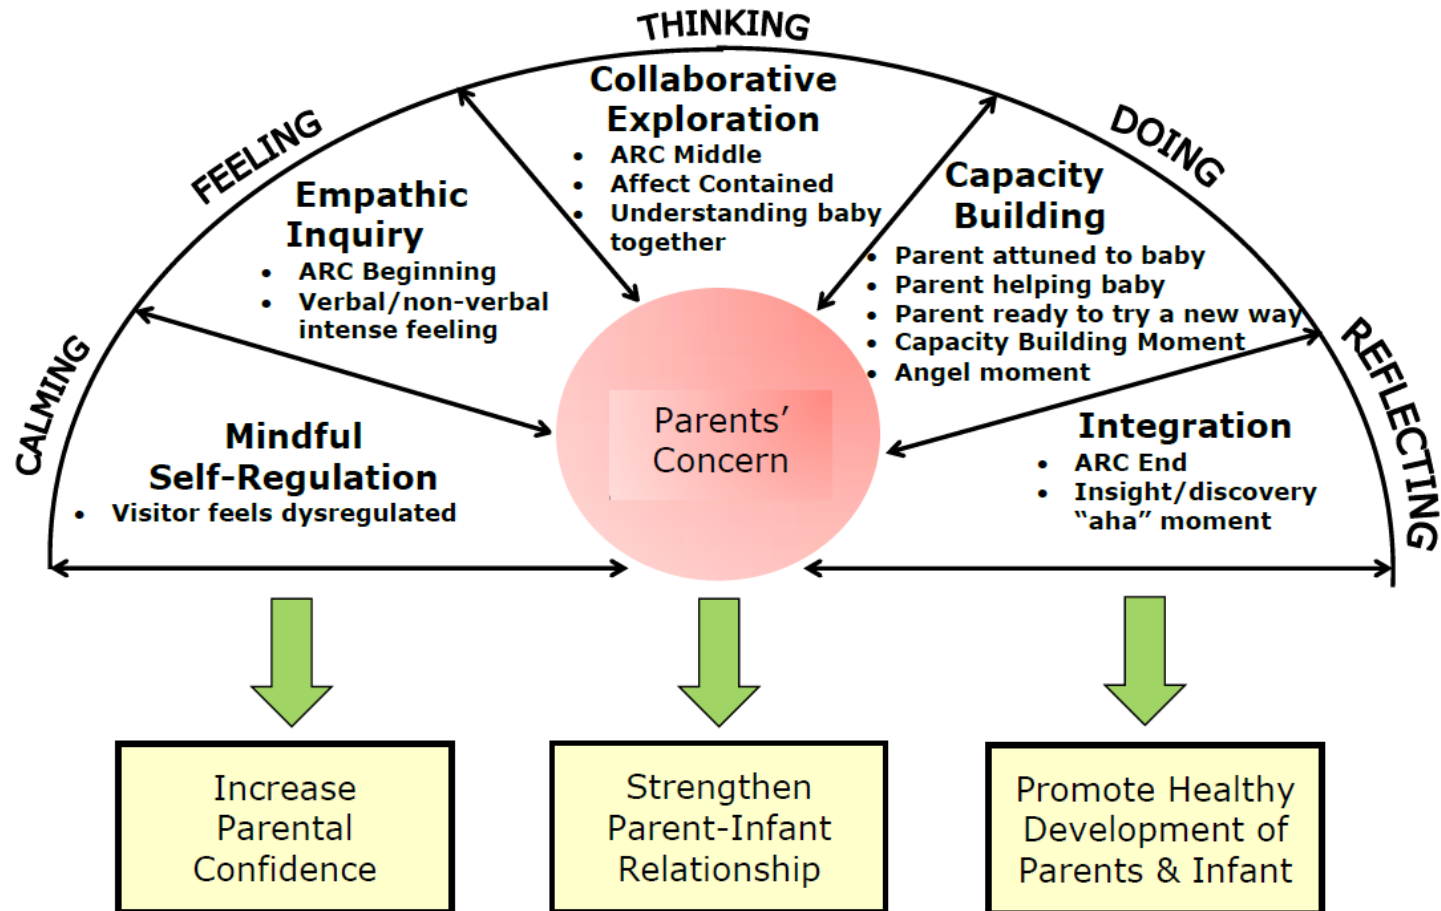 THINKING
FEELING
DOING
CALMING
REFLECTING
Collaborative
Exploration
• ARC Middle
• Affect Contained
• Understanding baby
together
Empathic
Inquiry
• ARC Beginning
• Verbal/non-verbal
intense feeling
Capacity
Building
• Parent attuned to baby
• Parent helping baby
• Parent ready to try a new way
• Capacity Building Moment
• Angel moment
Mindful
Self-Regulation
• Visitor feels dysregulated
Parents’
Concern
Integration
• ARC End
• Insight/discovery
“aha” moment
Increase
Parental
Confidence
Strengthen
Parent-Infant
Relationship
Promote Healthy
Development of
Parents & Infant